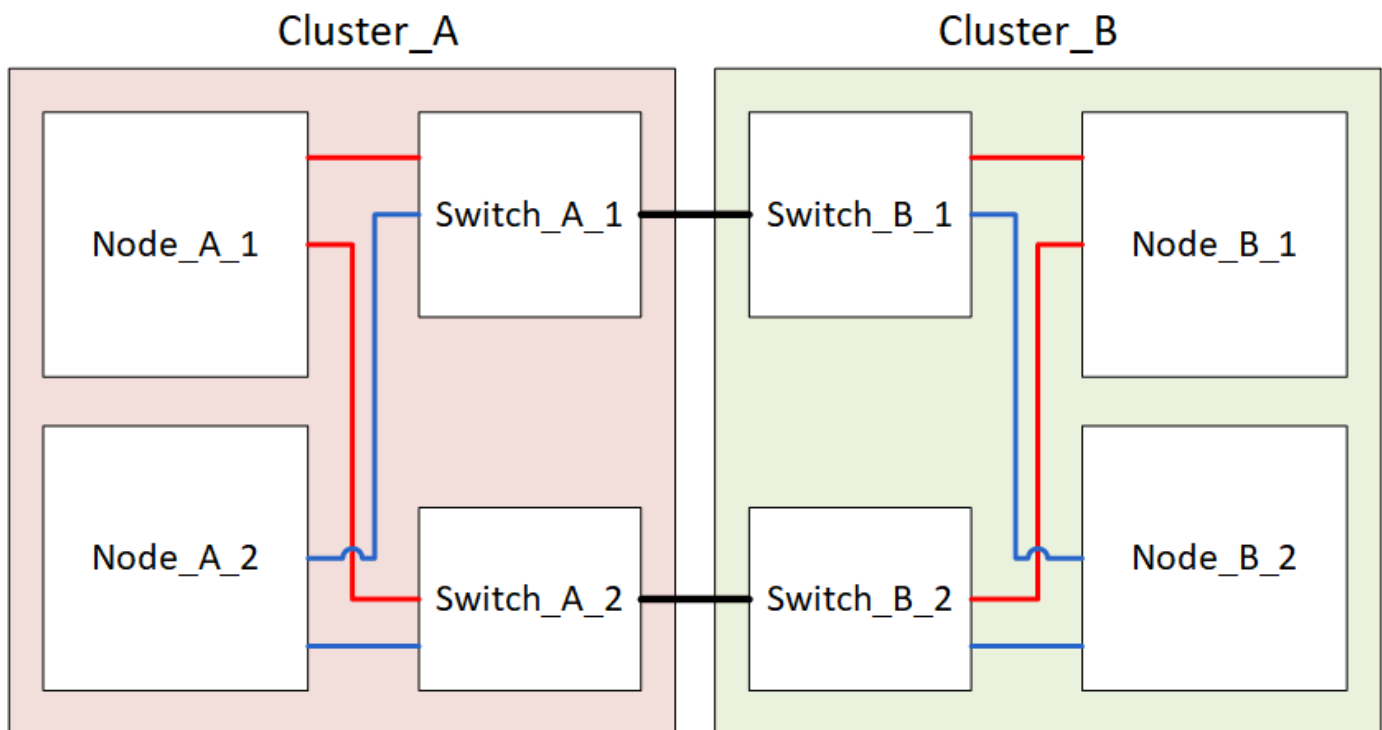 Cluster_A
Cluster_B
Node_A_1
Switch_A_1
Switch_B_1
Node_B_1
Node_A_2
Switch_A_2
Switch_B_2
Node_B_2